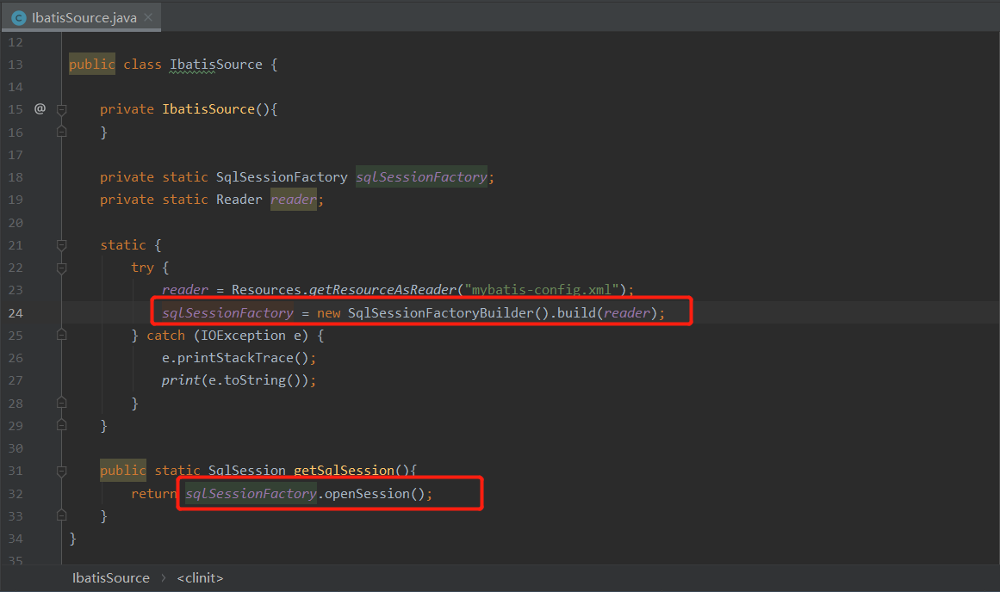 IbatisSource.java
12
13 public class IbatisSource {
14
15 @ private IbatisSource(){
16 }
17
18 private static SqlSessionFactory sqlSessionFactory;
19 private static Reader reader;
20
21 static {
22 try {
23 reader = Resources.getResourceAsReader("mybatis-config.xml");
24 sqlSessionFactory = new SqlSessionFactoryBuilder().build(reader);
25 } catch (IOException e) {
26 e.printStackTrace();
27 print(e.toString());
28 }
29 }
30
31 public static SqlSession getSqlSession(){
32 return sqlSessionFactory.openSession();
33 }
34 }
35
IbatisSource > <clinit>